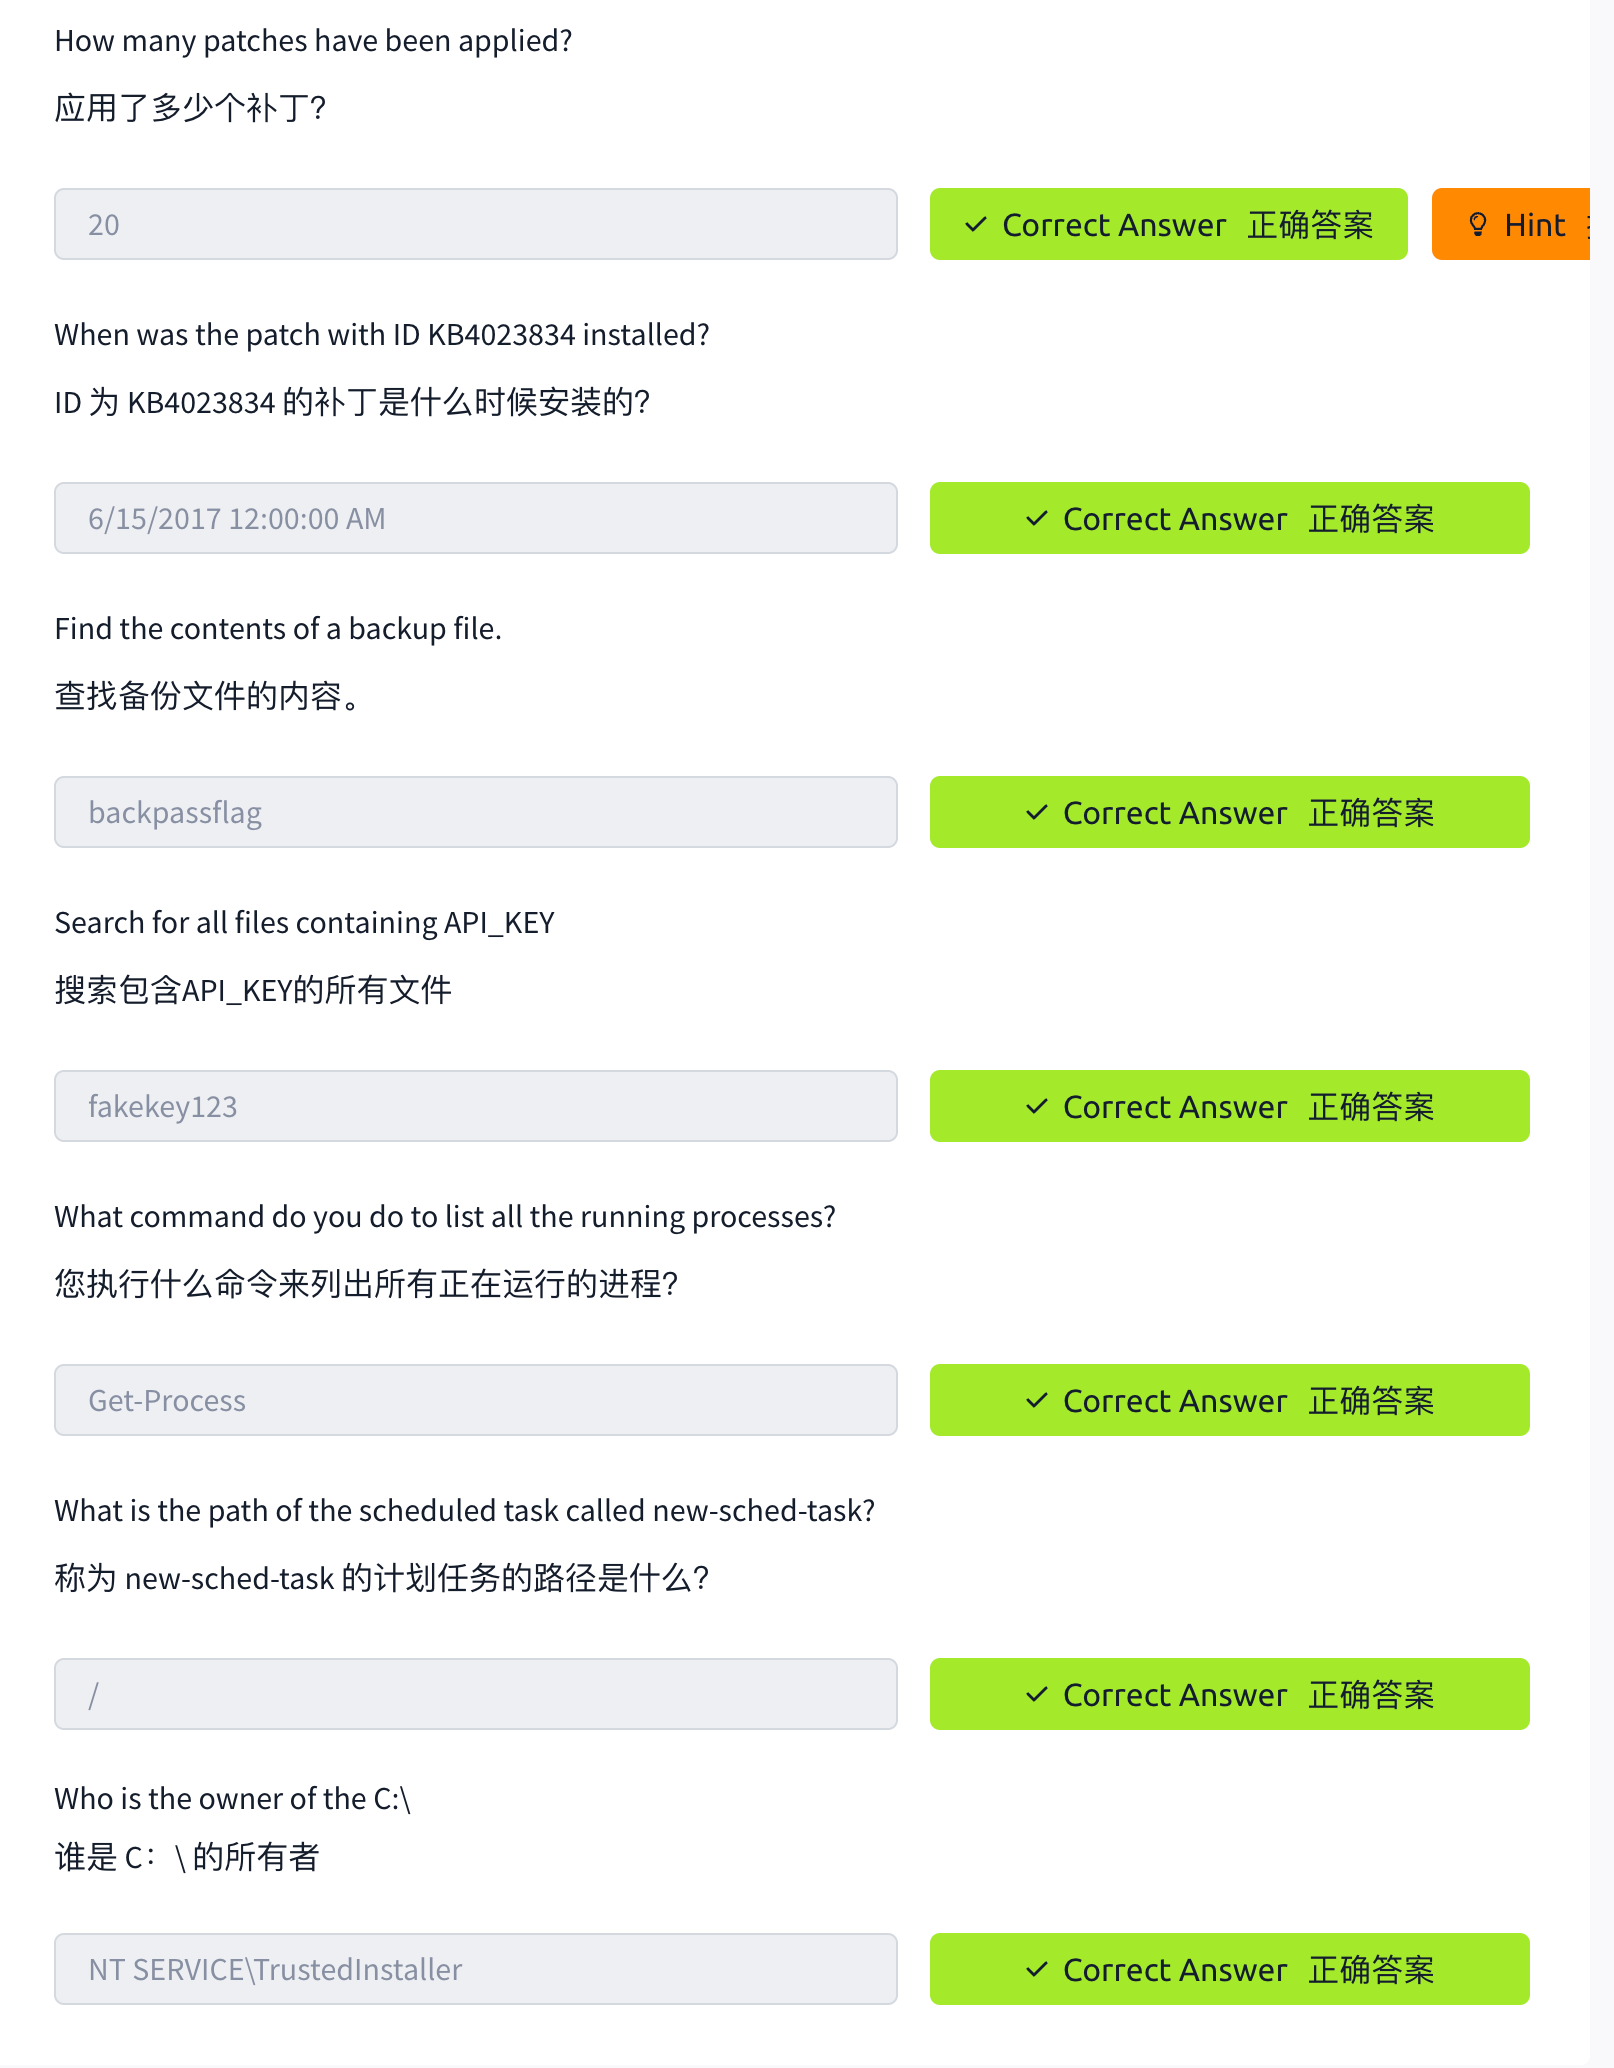 How many patches have been applied?
应用了多少个补丁?
20
✓ Correct Answer 正确答案
Hint
When was the patch with ID KB4023834 installed?
ID 为 KB4023834 的补丁是什么时候安装的?
6/15/2017 12:00:00 AM
✓ Correct Answer 正确答案
Find the contents of a backup file.
查找备份文件的内容。
backpassflag
✓ Correct Answer 正确答案
Search for all files containing API_KEY
搜索包含API_KEY的所有文件
fakekey123
✓ Correct Answer 正确答案
What command do you do to list all the running processes?
您执行什么命令来列出所有正在运行的进程?
Get-Process
✓ Correct Answer 正确答案
What is the path of the scheduled task called new-sched-task?
称为 new-sched-task 的计划任务的路径是什么?
/
✓ Correct Answer 正确答案
Who is the owner of the C:\
谁是 C：\ 的所有者
NT SERVICE\TrustedInstaller
✓ Correct Answer 正确答案